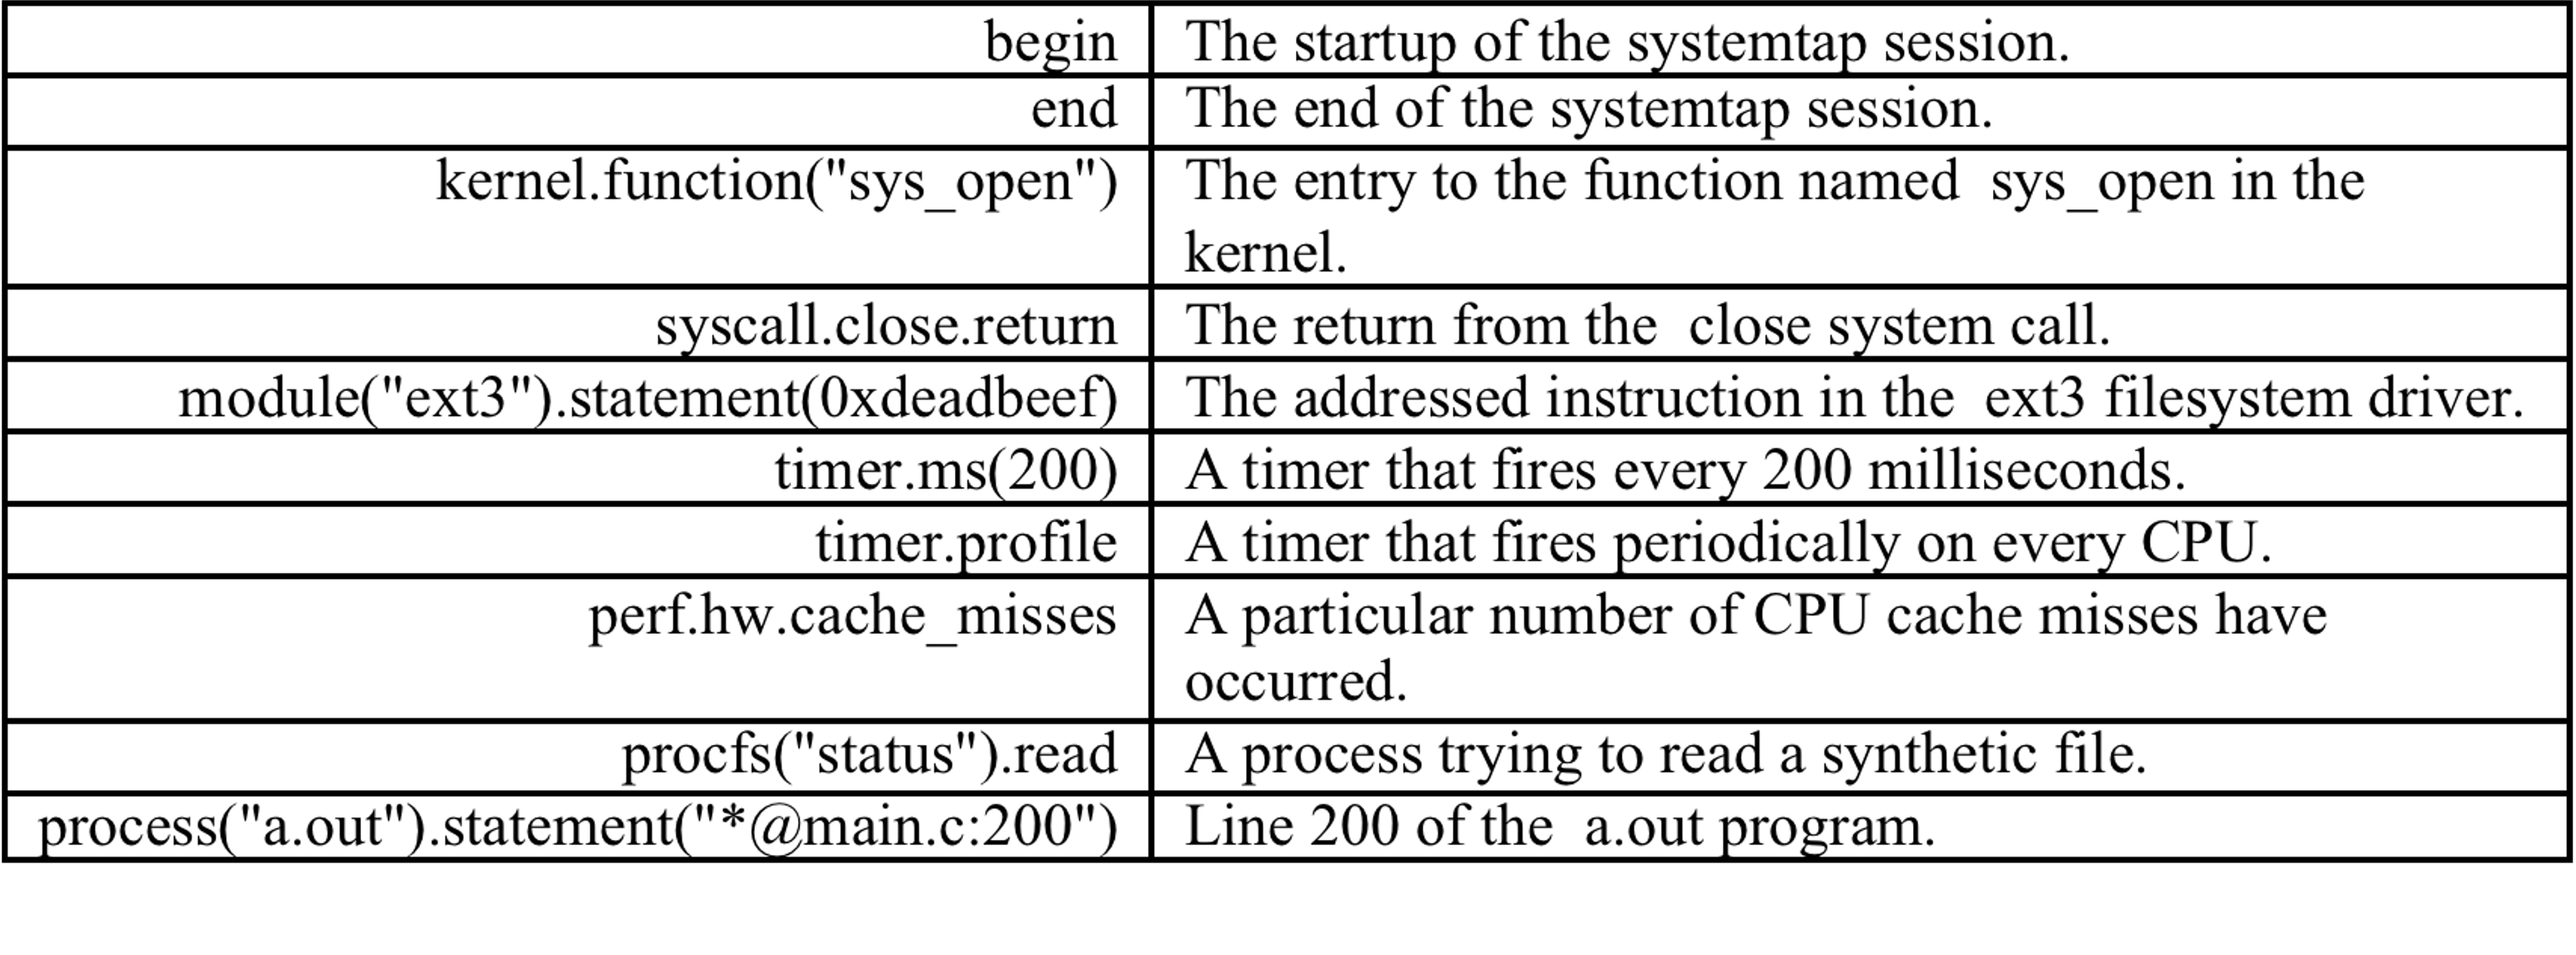 begin The startup of the systemtap session.
end The end of the systemtap session.
kernel.function("sys_open") The entry to the function named sys_open in the
kernel.
syscall.close.return The return from the close system call.
module("ext3").statement(0xdeadbeef) The addressed instruction in the ext3 filesystem driver.
timer.ms(200) A timer that fires every 200 milliseconds.
timer.profile A timer that fires periodically on every CPU.
perf.hw.cache_misses A particular number of CPU cache misses have
occurred.
procfs("status").read A process trying to read a synthetic file.
process("a.out").statement("*@main.c:200") Line 200 of the a.out program.